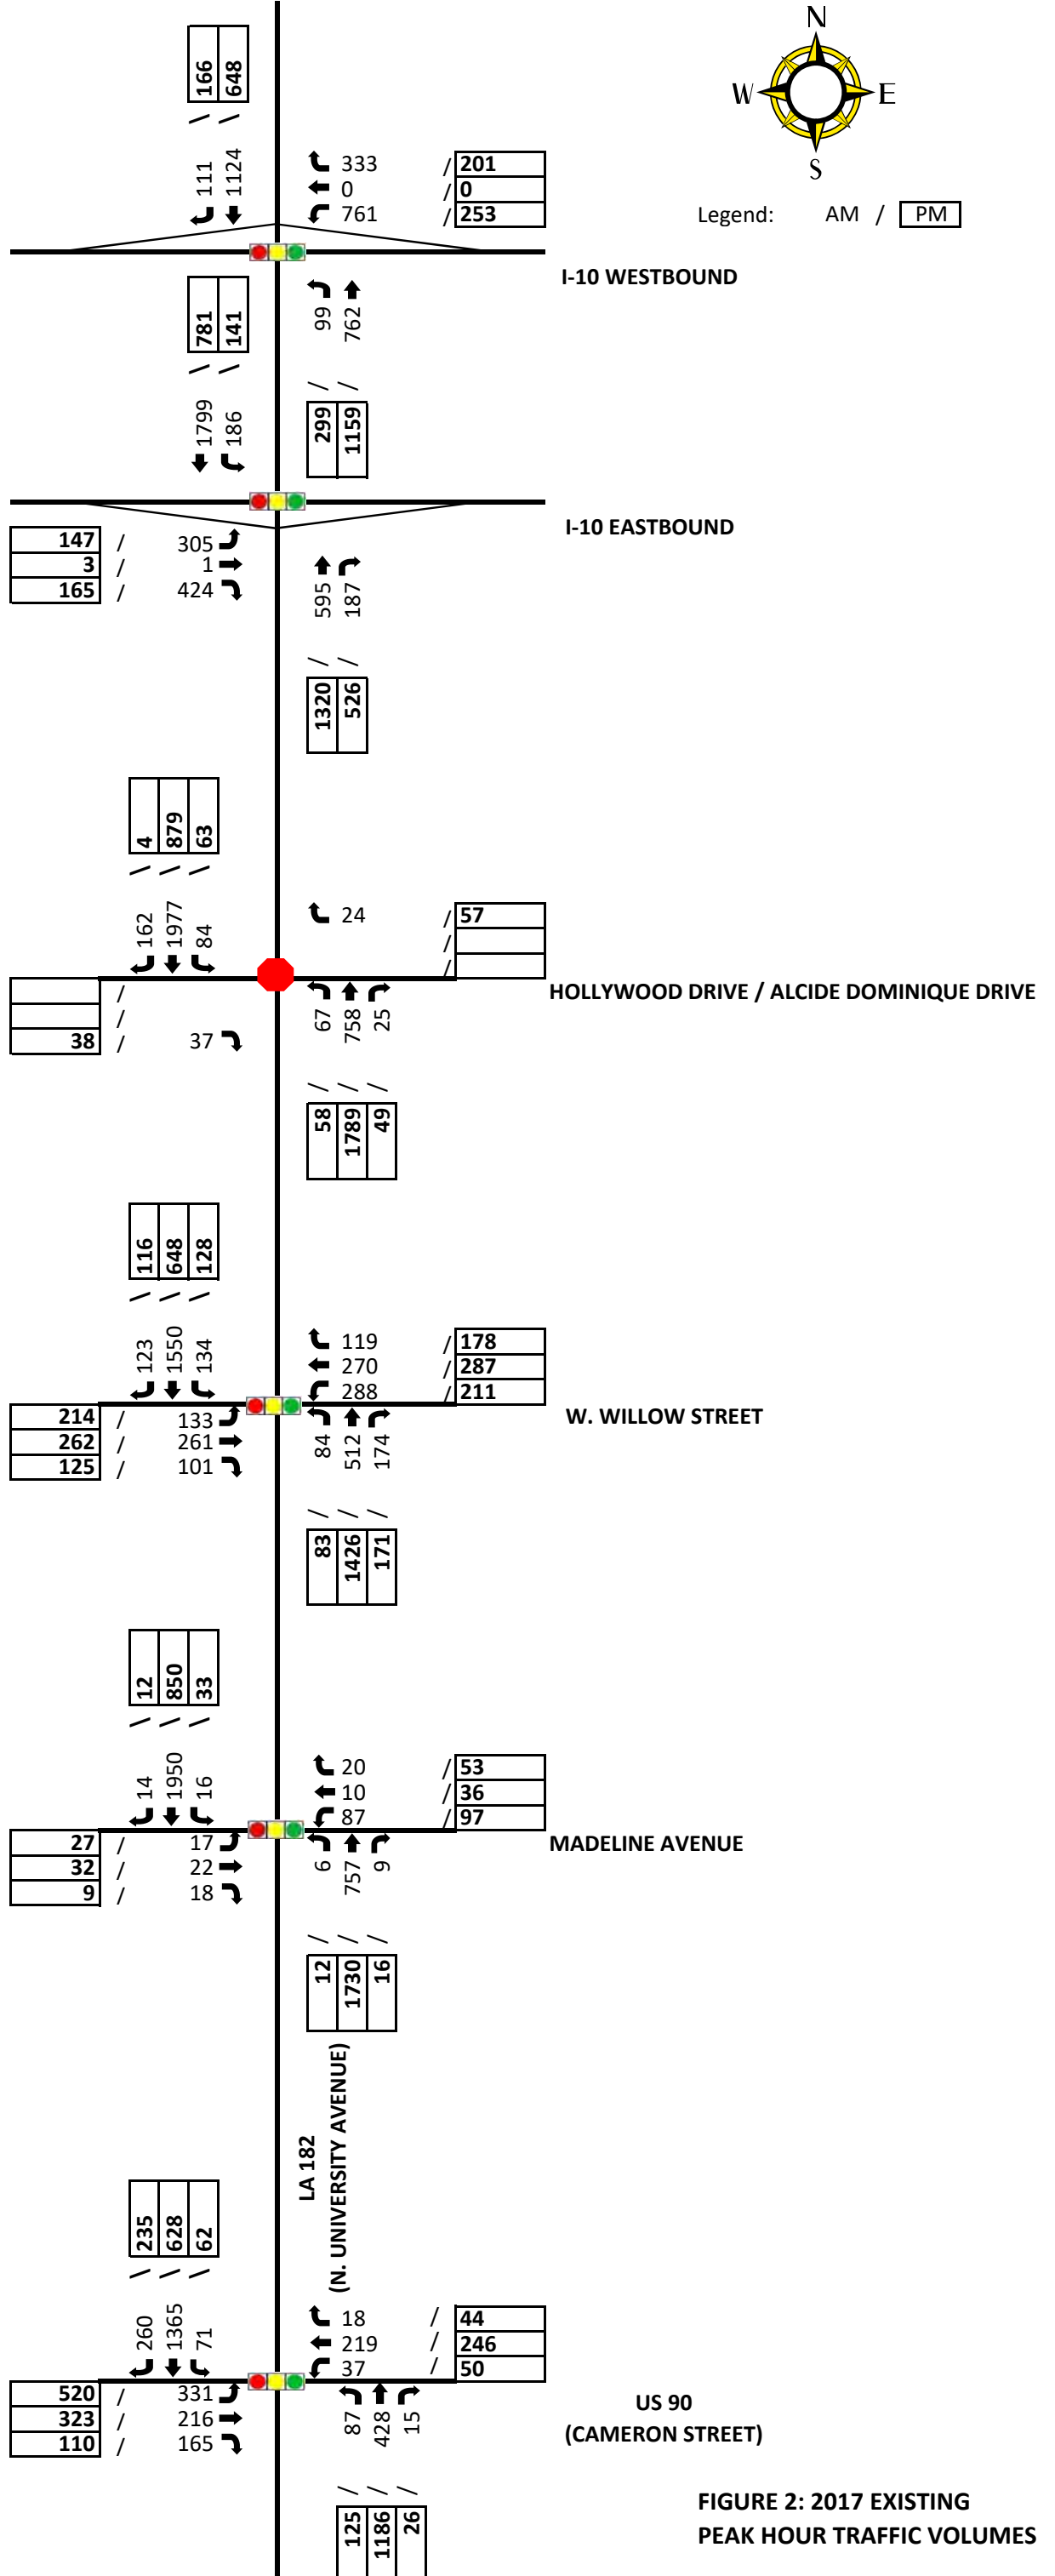 N
W E
S
Legend: AM / PM
166 648
/ /
111 1124
333 / 201
0 / 0
761 / 253
I-10 WESTBOUND
781 141
/ /
1799 186
99 762
/ /
299 1159
I-10 EASTBOUND
147 / 305
3 / 1
165 / 424
595 187
/ /
1320 526
4 879 63
/ / /
162 1977 84
24 / 57
/
/
HOLLYWOOD DRIVE / ALCIDE DOMINIQUE DRIVE
/
/
38 / 37
67 758 25
/ / /
58 1789 49
116 648 128
/ / /
123 1550 134
119 / 178
270 / 287
288 / 211
W. WILLOW STREET
214 / 133
262 / 261
125 / 101
84 512 174
/ / /
83 1426 171
12 850 33
/ / /
14 1950 16
20 / 53
10 / 36
87 / 97
MADELINE AVENUE
27 / 17
32 / 22
9 / 18
6 757 9
/ / /
12 1730 16
LA 182
(N. UNIVERSITY AVENUE)
235 628 62
/ / /
260 1365 71
18 / 44
219 / 246
37 / 50
US 90
(CAMERON STREET)
520 / 331
323 / 216
110 / 165
87 428 15
/ / /
125 1186 26
FIGURE 2: 2017 EXISTING
PEAK HOUR TRAFFIC VOLUMES